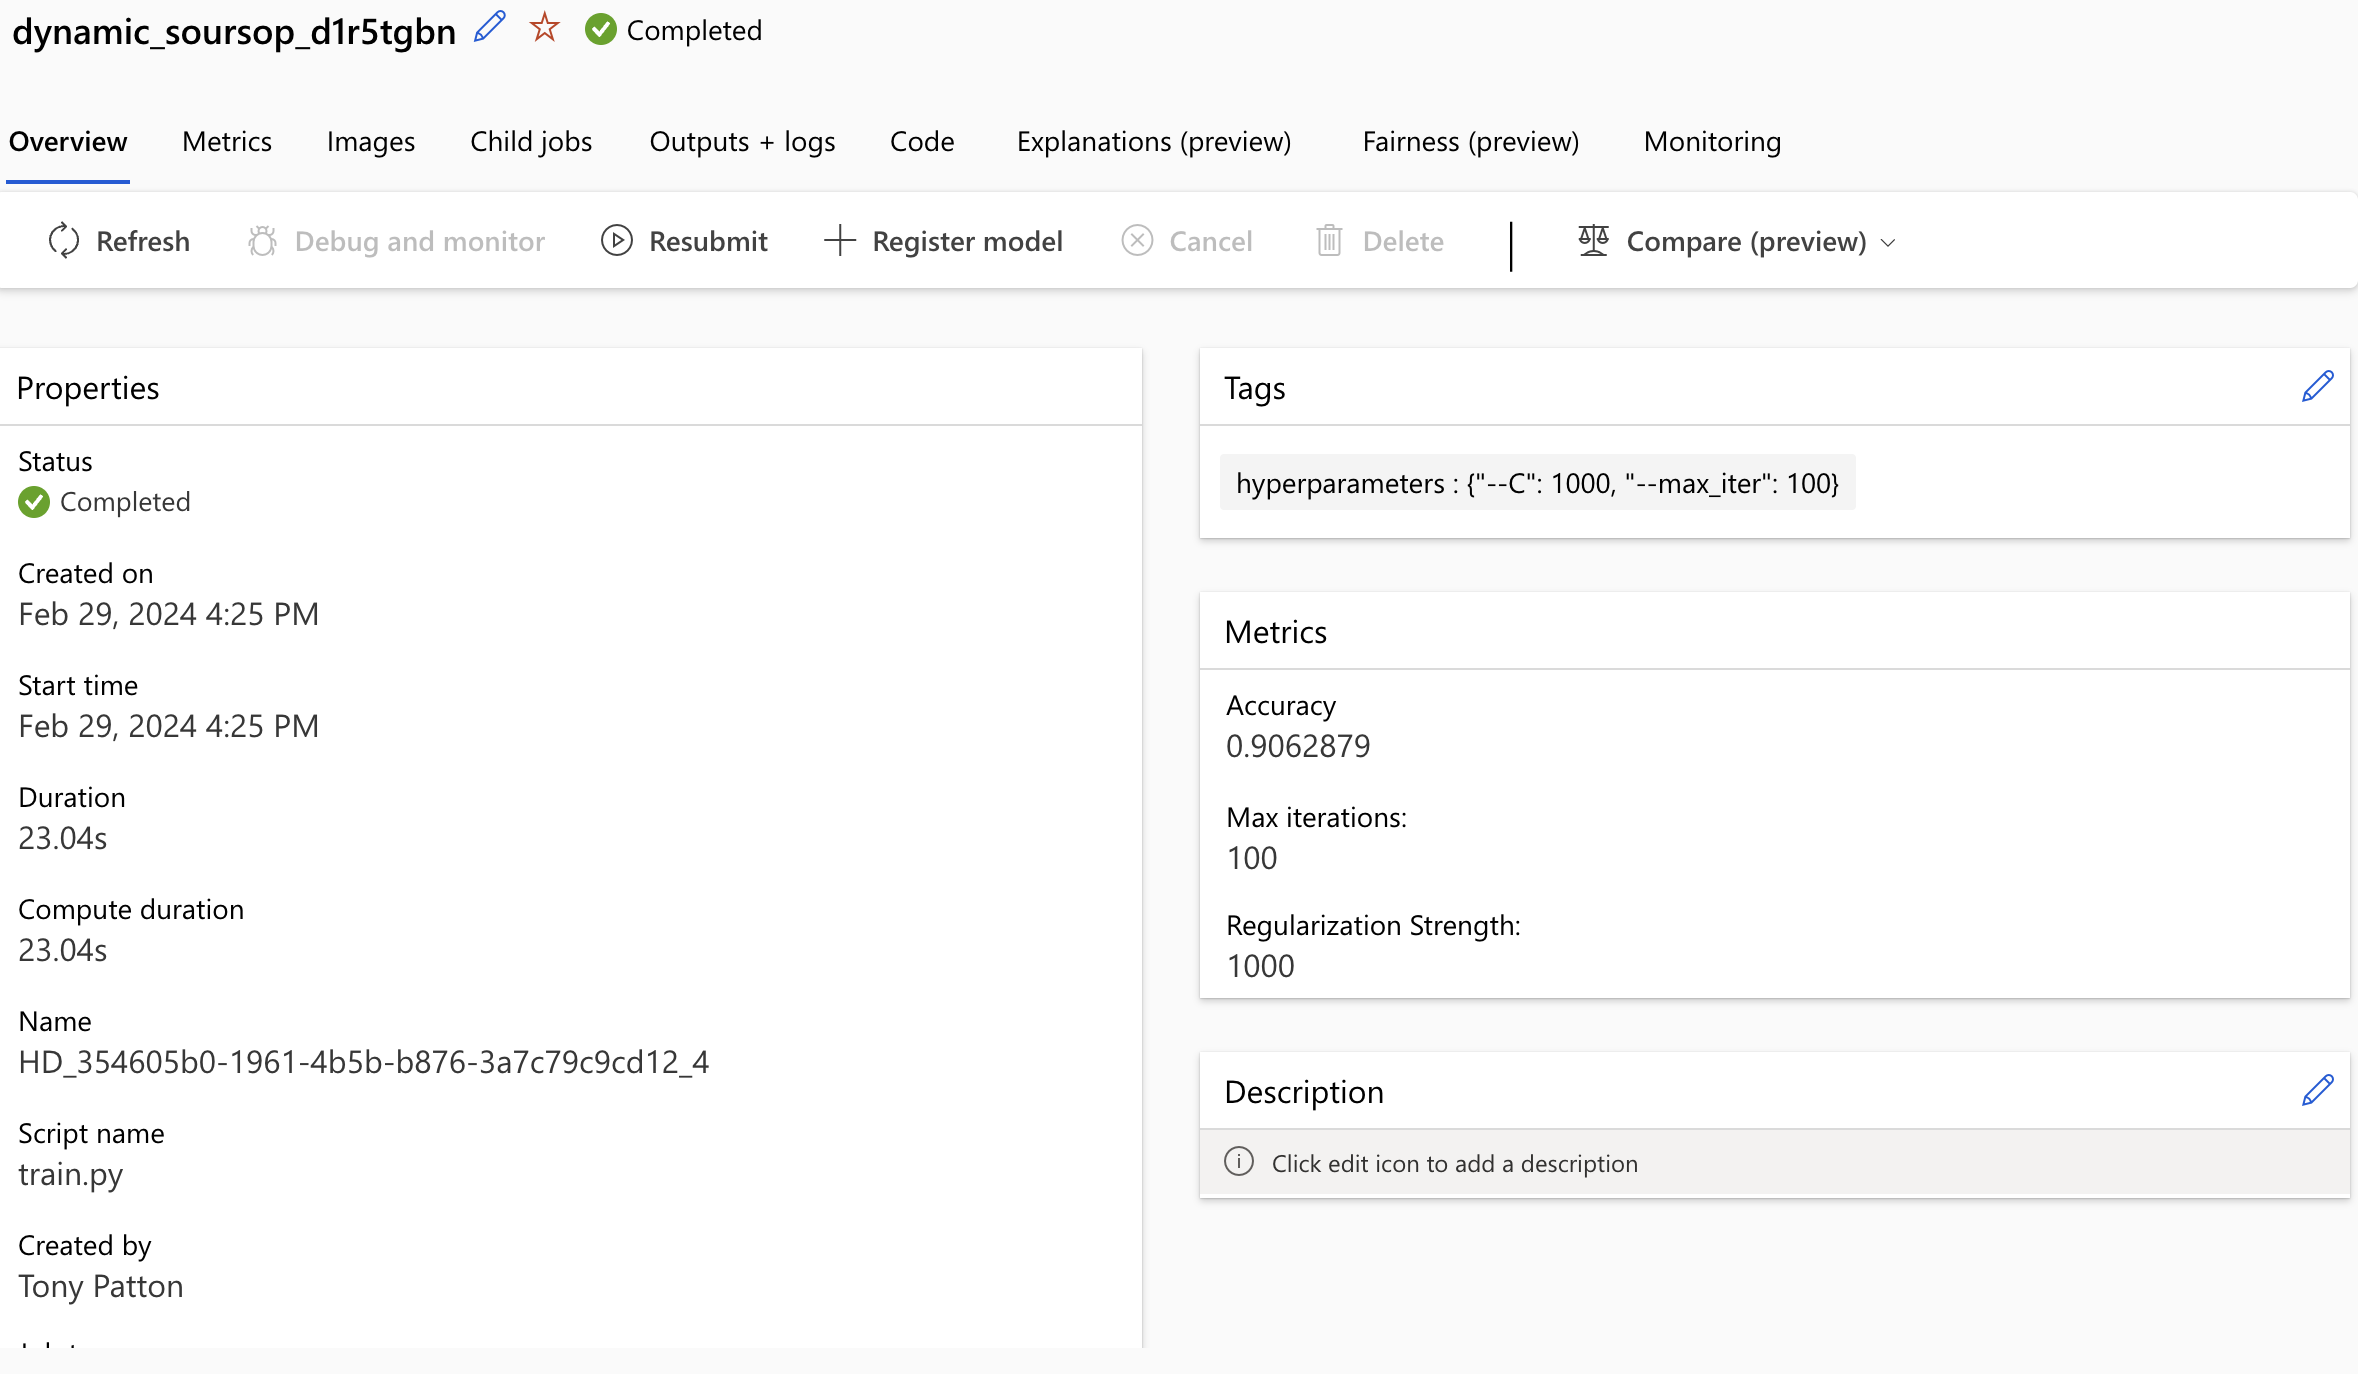 dynamic_soursop_d1r5tgbn Completed
Overview Metrics Images Child jobs Outputs + logs Code Explanations (preview) Fairness (preview) Monitoring
Refresh Debug and monitor Resubmit Register model Cancel Delete Compare (preview)
Properties
Status
Completed
Created on
Feb 29, 2024 4:25 PM
Start time
Feb 29, 2024 4:25 PM
Duration
23.04s
Compute duration
23.04s
Name
HD_354605b0-1961-4b5b-b876-3a7c79c9cd12_4
Script name
train.py
Created by
Tony Patton
Tags
hyperparameters : {"--C": 1000, "--max_iter": 100}
Metrics
Accuracy
0.9062879
Max iterations:
100
Regularization Strength:
1000
Description
Click edit icon to add a description